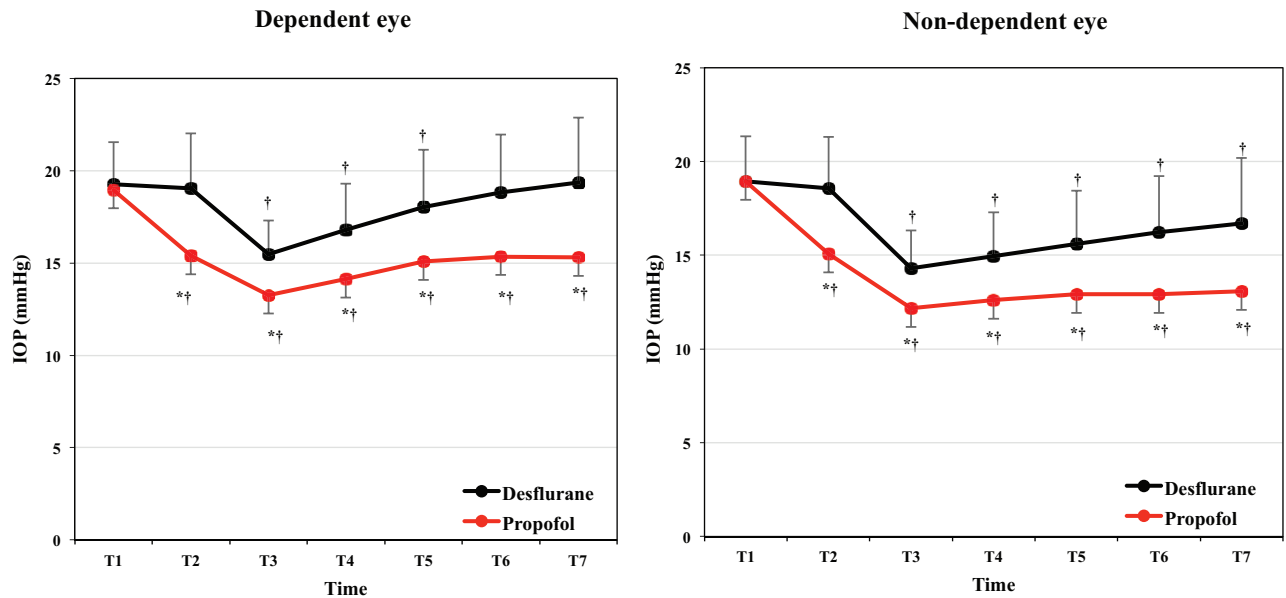 Dependent eye
25
20
15
10
5
0
IOP (mmHg)
†
†
†
*†
*†
*†
*†
*†
*†
Desflurane
Propofol
T1 T2 T3 T4 T5 T6 T7
Time
Non-dependent eye
25
20
15
10
5
0
IOP (mmHg)
†
†
†
†
†
*†
*†
*†
*†
*†
*†
Desflurane
Propofol
T1 T2 T3 T4 T5 T6 T7
Time